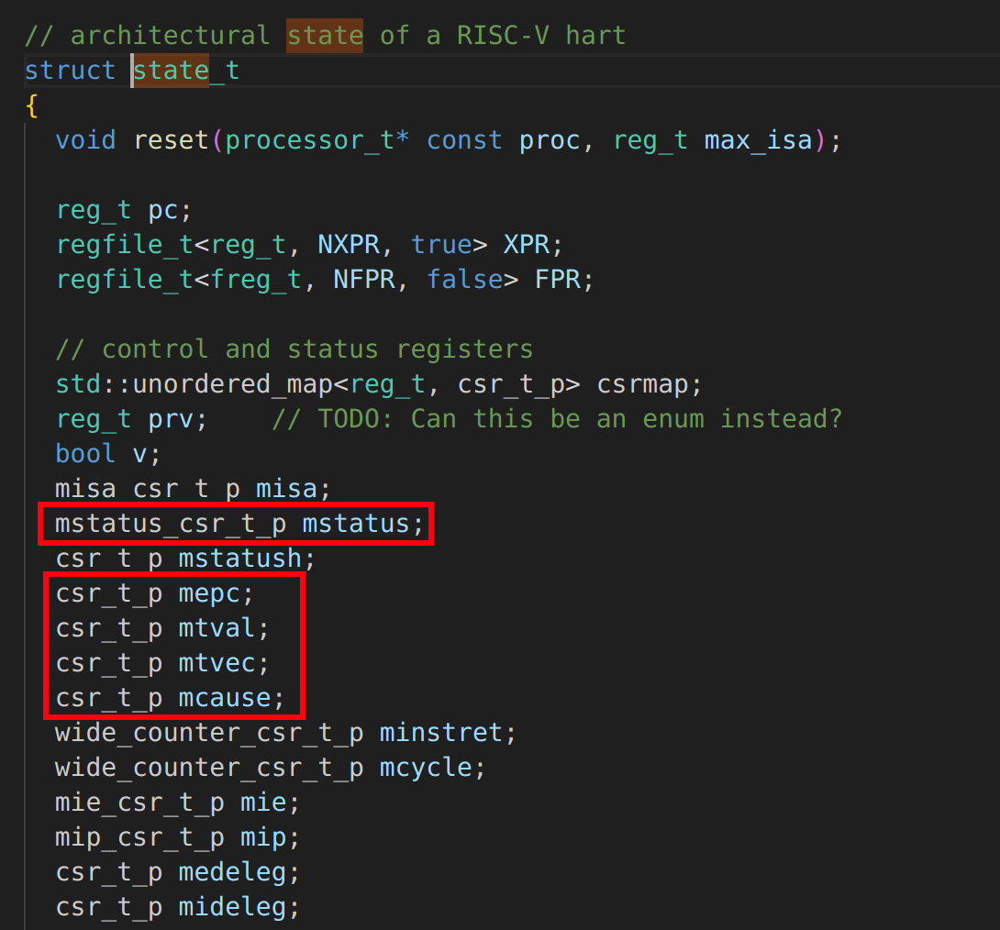 // architectural state of a RISC-V hart
struct state_t
{
void reset(processor_t* const proc, reg_t max_isa);
reg_t pc;
regfile_t<reg_t, NXPR, true> XPR;
regfile_t<freg_t, NFPR, false> FPR;
// control and status registers
std::unordered_map<reg_t, csr_t_p> csrmap;
reg_t prv;    // TODO: Can this be an enum instead?
bool v;
misa_csr_t_p misa;
mstatus_csr_t_p mstatus;
csr_t_p mstatush;
csr_t_p mepc;
csr_t_p mtval;
csr_t_p mtvec;
csr_t_p mcause;
wide_counter_csr_t_p minstret;
wide_counter_csr_t_p mcycle;
mie_csr_t_p mie;
mip_csr_t_p mip;
csr_t_p medeleg;
csr_t_p mideleg;